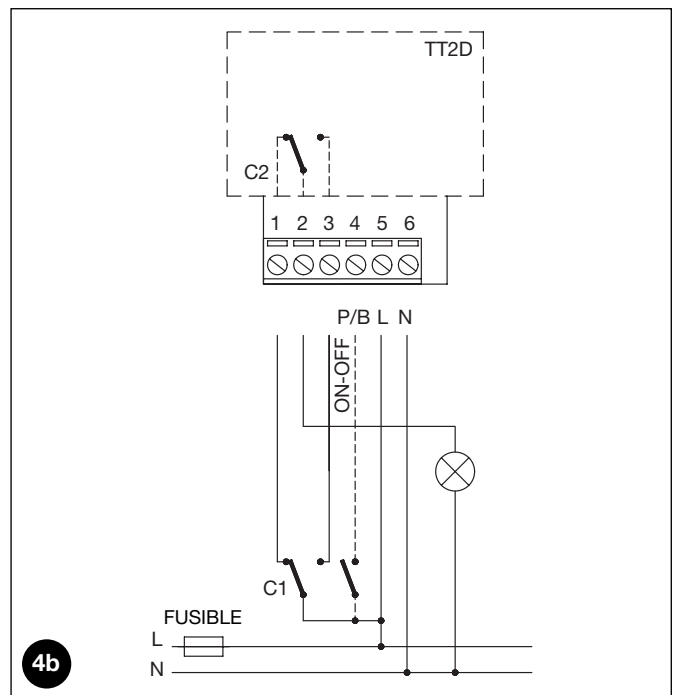 TT2D
C2
1 2 3 4 5 6
P/B L N
ON-OFF
C1
FUSIBLE
L
N
4b